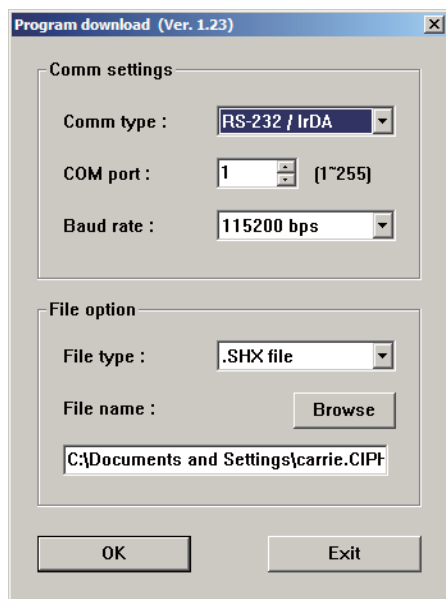 Program download (Ver. 1.23)
Comm settings
Comm type : RS-232 / IrDA
COM port : 1 (1~255)
Baud rate : 115200 bps
File option
File type : .SHX file
File name : Browse
C:\Documents and Settings\carrie.CIPH
OK Exit